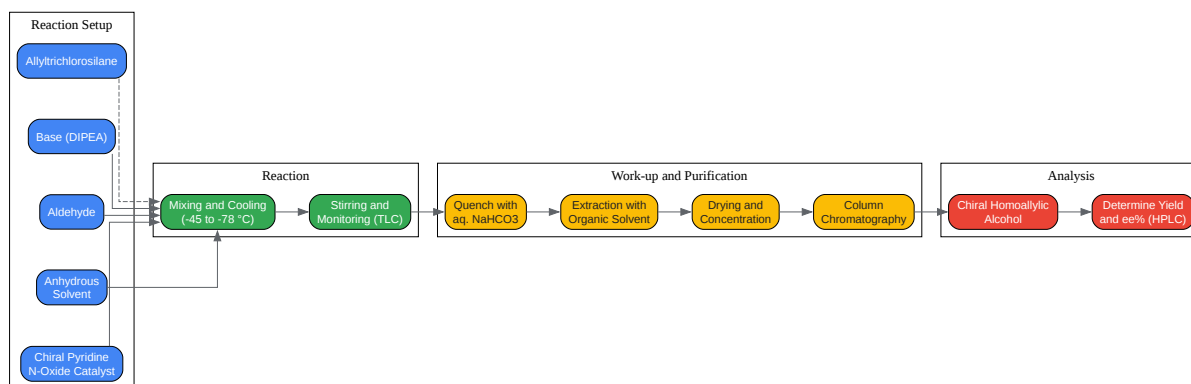 Reaction Setup
Allyltrichlorosilane
Base (DIPEA)
Aldehyde
Anhydrous
Solvent
Chiral Pyridine
N-Oxide Catalyst
Reaction
Mixing and Cooling
(-45 to -78 °C)
Stirring and
Monitoring (TLC)
Work-up and Purification
Quench with
aq. NaHCO3
Extraction with
Organic Solvent
Drying and
Concentration
Column
Chromatography
Analysis
Chiral Homoallylic
Alcohol
Determine Yield
and ee% (HPLC)